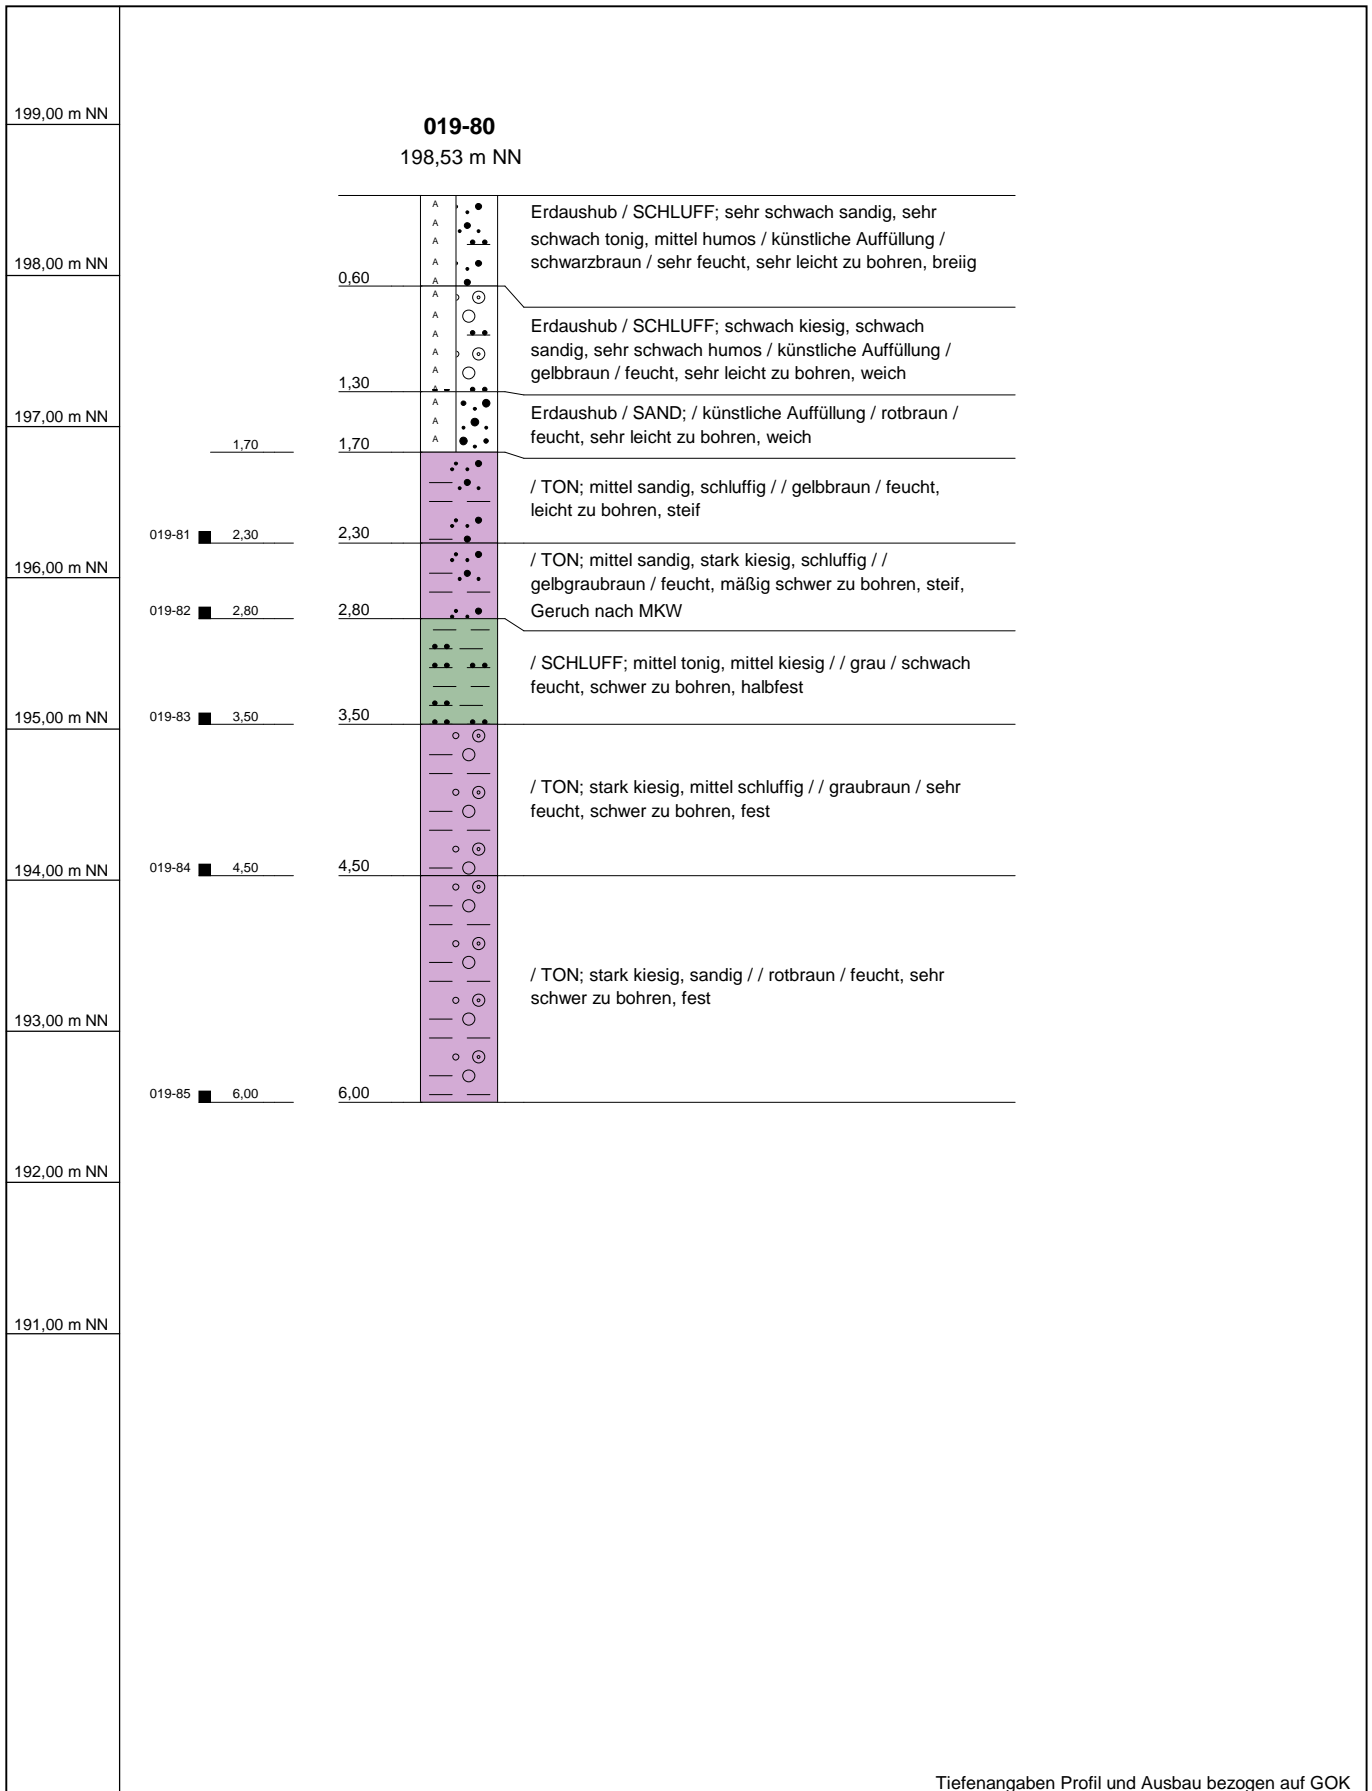 199,00 m NN
019-80
198,53 m NN
A
A
A
A
A
Erdaushub / SCHLUFF; sehr schwach sandig, sehr
schwach tonig, mittel humos / künstliche Auffüllung /
schwarzbraun / sehr feucht, sehr leicht zu bohren, breiig
198,00 m NN
0,60
A
A
A
A
A
A
Erdaushub / SCHLUFF; schwach kiesig, schwach
sandig, sehr schwach humos / künstliche Auffüllung /
gelbbraun / feucht, sehr leicht zu bohren, weich
1,30
A
A
A
Erdaushub / SAND; / künstliche Auffüllung / rotbraun /
feucht, sehr leicht zu bohren, weich
197,00 m NN
1,70
1,70
/ TON; mittel sandig, schluffig / / gelbbraun / feucht,
leicht zu bohren, steif
019-81 2,30
2,30
/ TON; mittel sandig, stark kiesig, schluffig / /
gelbgraubraun / feucht, mäßig schwer zu bohren, steif,
Geruch nach MKW
196,00 m NN
019-82 2,80
2,80
/ SCHLUFF; mittel tonig, mittel kiesig / / grau / schwach
feucht, schwer zu bohren, halbfest
195,00 m NN
019-83 3,50
3,50
/ TON; stark kiesig, mittel schluffig / / graubraun / sehr
feucht, schwer zu bohren, fest
194,00 m NN
019-84 4,50
4,50
/ TON; stark kiesig, sandig / / rotbraun / feucht, sehr
schwer zu bohren, fest
193,00 m NN
019-85 6,00
6,00
192,00 m NN
191,00 m NN
Tiefenangaben Profil und Ausbau bezogen auf GOK